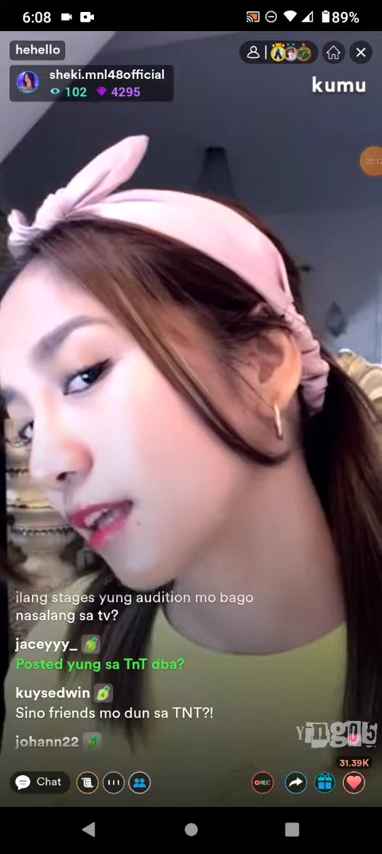 6:08
89%
hehello
sheki.mnl48official
102
4295
kumu
ilang stages yung audition mo bago
nasalang sa tv?
jaceyyy_
Posted yung sa TnT dba?
kuysedwin
Sino friends mo dun sa TNT?!
johann22
31.39K
Chat
REC